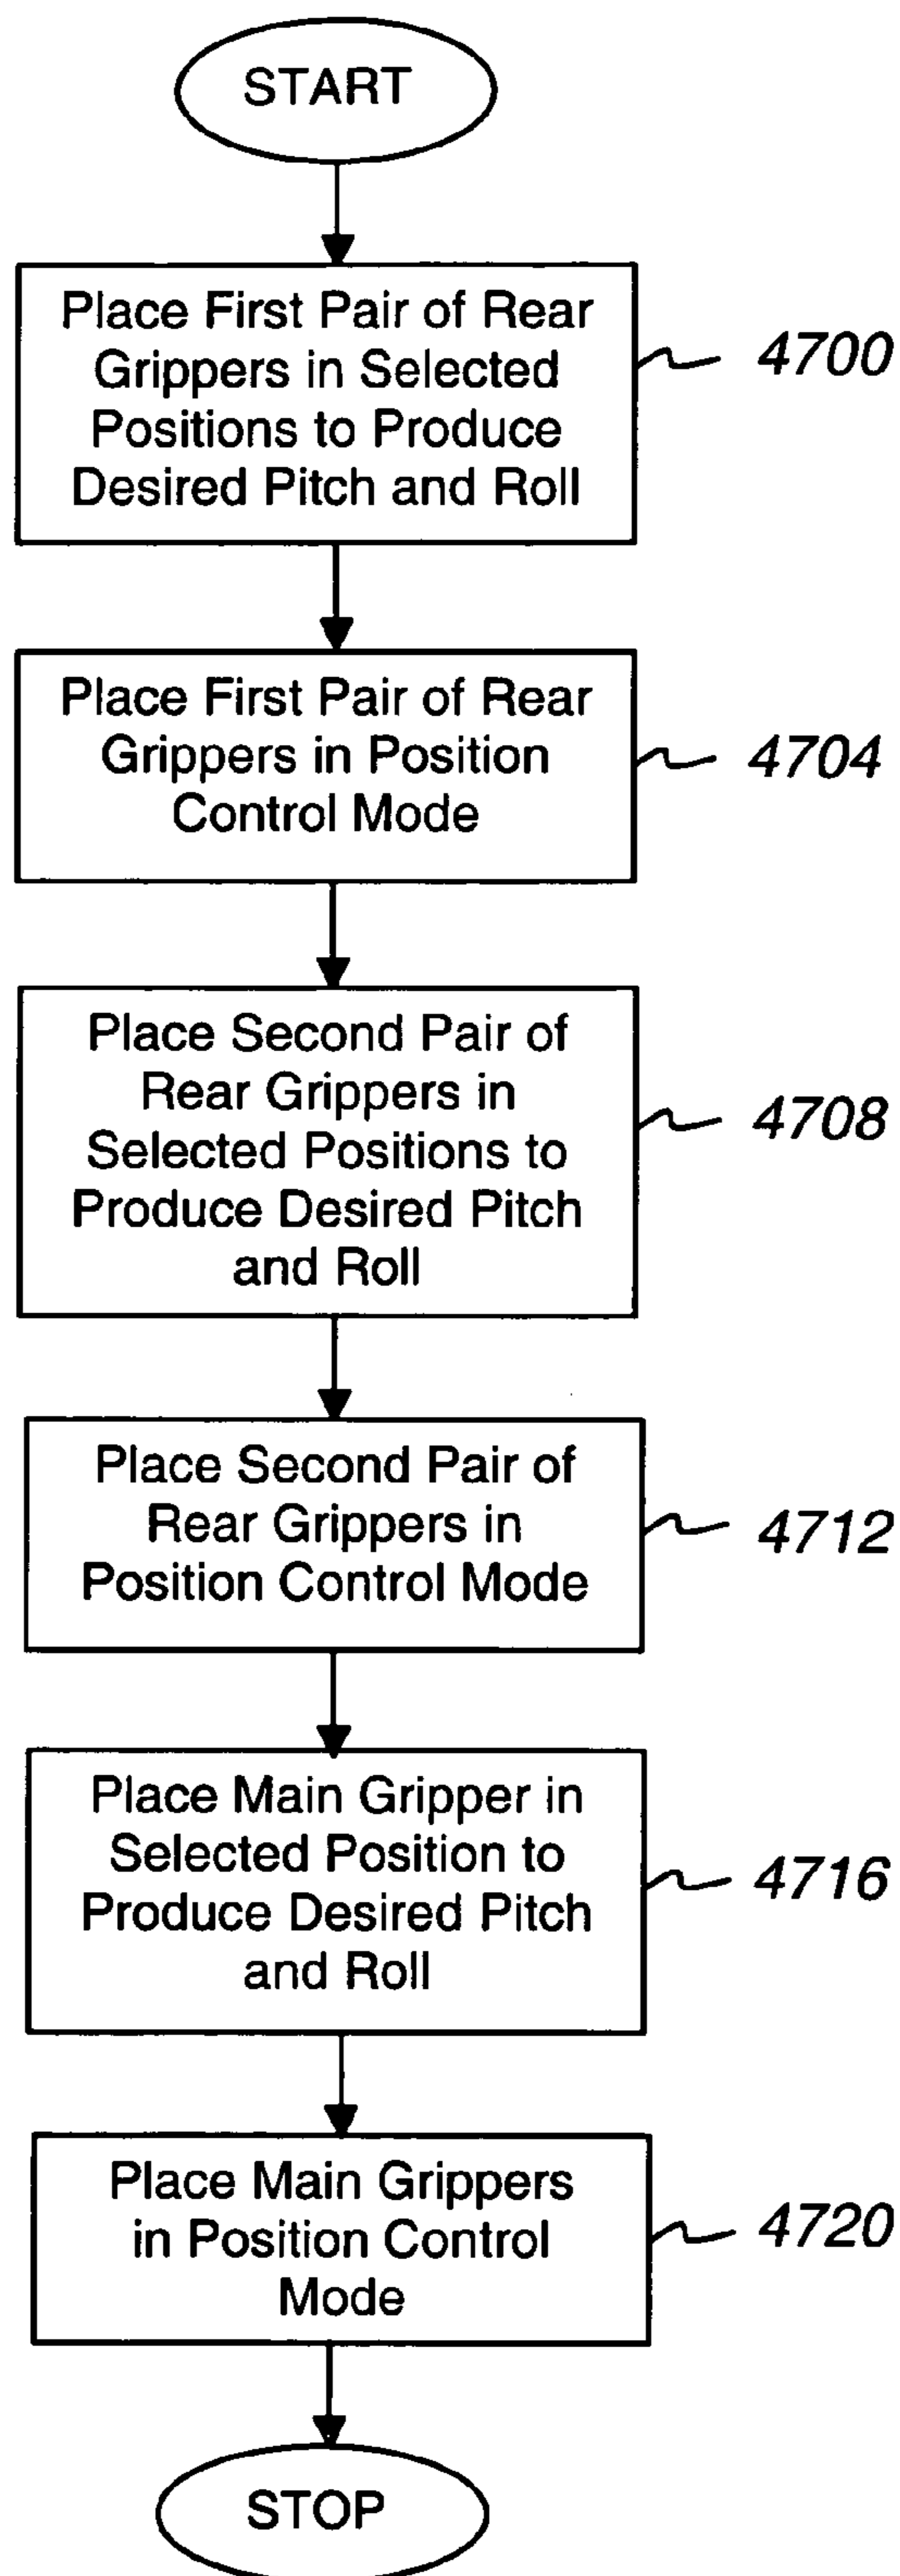 START
Place First Pair of Rear
Grippers in Selected
Positions to Produce
Desired Pitch and Roll
4700
Place First Pair of Rear
Grippers in Position
Control Mode
4704
Place Second Pair of
Rear Grippers in
Selected Positions to
Produce Desired Pitch
and Roll
4708
Place Second Pair of
Rear Grippers in
Position Control Mode
4712
Place Main Gripper in
Selected Position to
Produce Desired Pitch
and Roll
4716
Place Main Grippers
in Position Control
Mode
4720
STOP